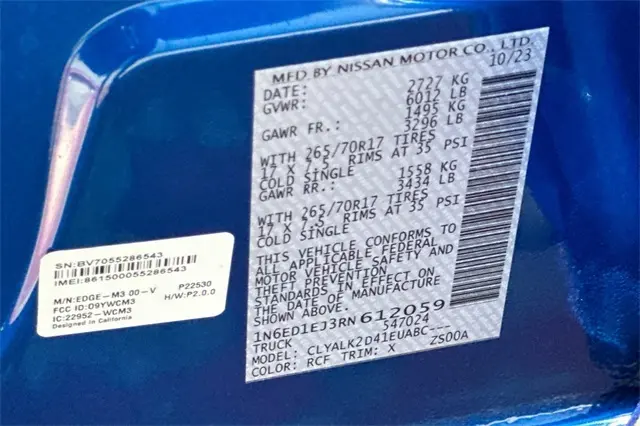 MFD BY NISSAN MOTOR CO., LTD.
DATE: 10/23
GVWR: 2727 KG
6012 LB
GAWR FR.: 1495 KG
3296 LB
WITH 265/70R17 TIRES
17 X 7.5 RIMS AT 35 PSI
COLD SINGLE
GAWR RR.: 1558 KG
3434 LB
WITH 265/70R17 TIRES
17 X 7.5 RIMS AT 35 PSI
COLD SINGLE
THIS VEHICLE CONFORMS TO
ALL APPLICABLE FEDERAL
MOTOR VEHICLE SAFETY AND
THEFT PREVENTION
STANDARDS IN EFFECT ON
THE DATE OF MANUFACTURE
SHOWN ABOVE.
1N6ED1EJ3RN612059
TRUCK 547024
MODEL: CLYALK2D41EUABC---
COLOR: RCF TRIM: X ZS00A
SN:BV7055286543
IMEI:861500055286543
M/N:EDGE-M3 00-V P22530
FCC ID:09YWCM3 H/W:P2.0.0
IC:22952-WCM3
Designed in California